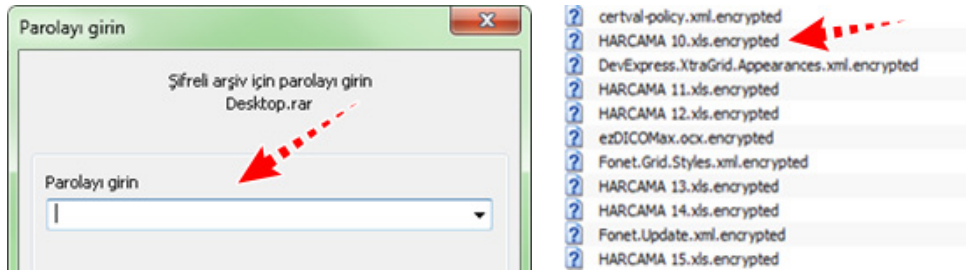 Parolayı girin
Şifreli arşiv için parolayı girin
Desktop.rar
Parolayı girin
certval-policy.xml.encrypted
HARCAMA 10.xls.encrypted
DevExpress.XtraGrid.Appearances.xml.encrypted
HARCAMA 11.xls.encrypted
HARCAMA 12.xls.encrypted
ezDICOMax.ocx.encrypted
Fonet.Grid.Styles.xml.encrypted
HARCAMA 13.xls.encrypted
HARCAMA 14.xls.encrypted
Fonet.Update.xml.encrypted
HARCAMA 15.xls.encrypted